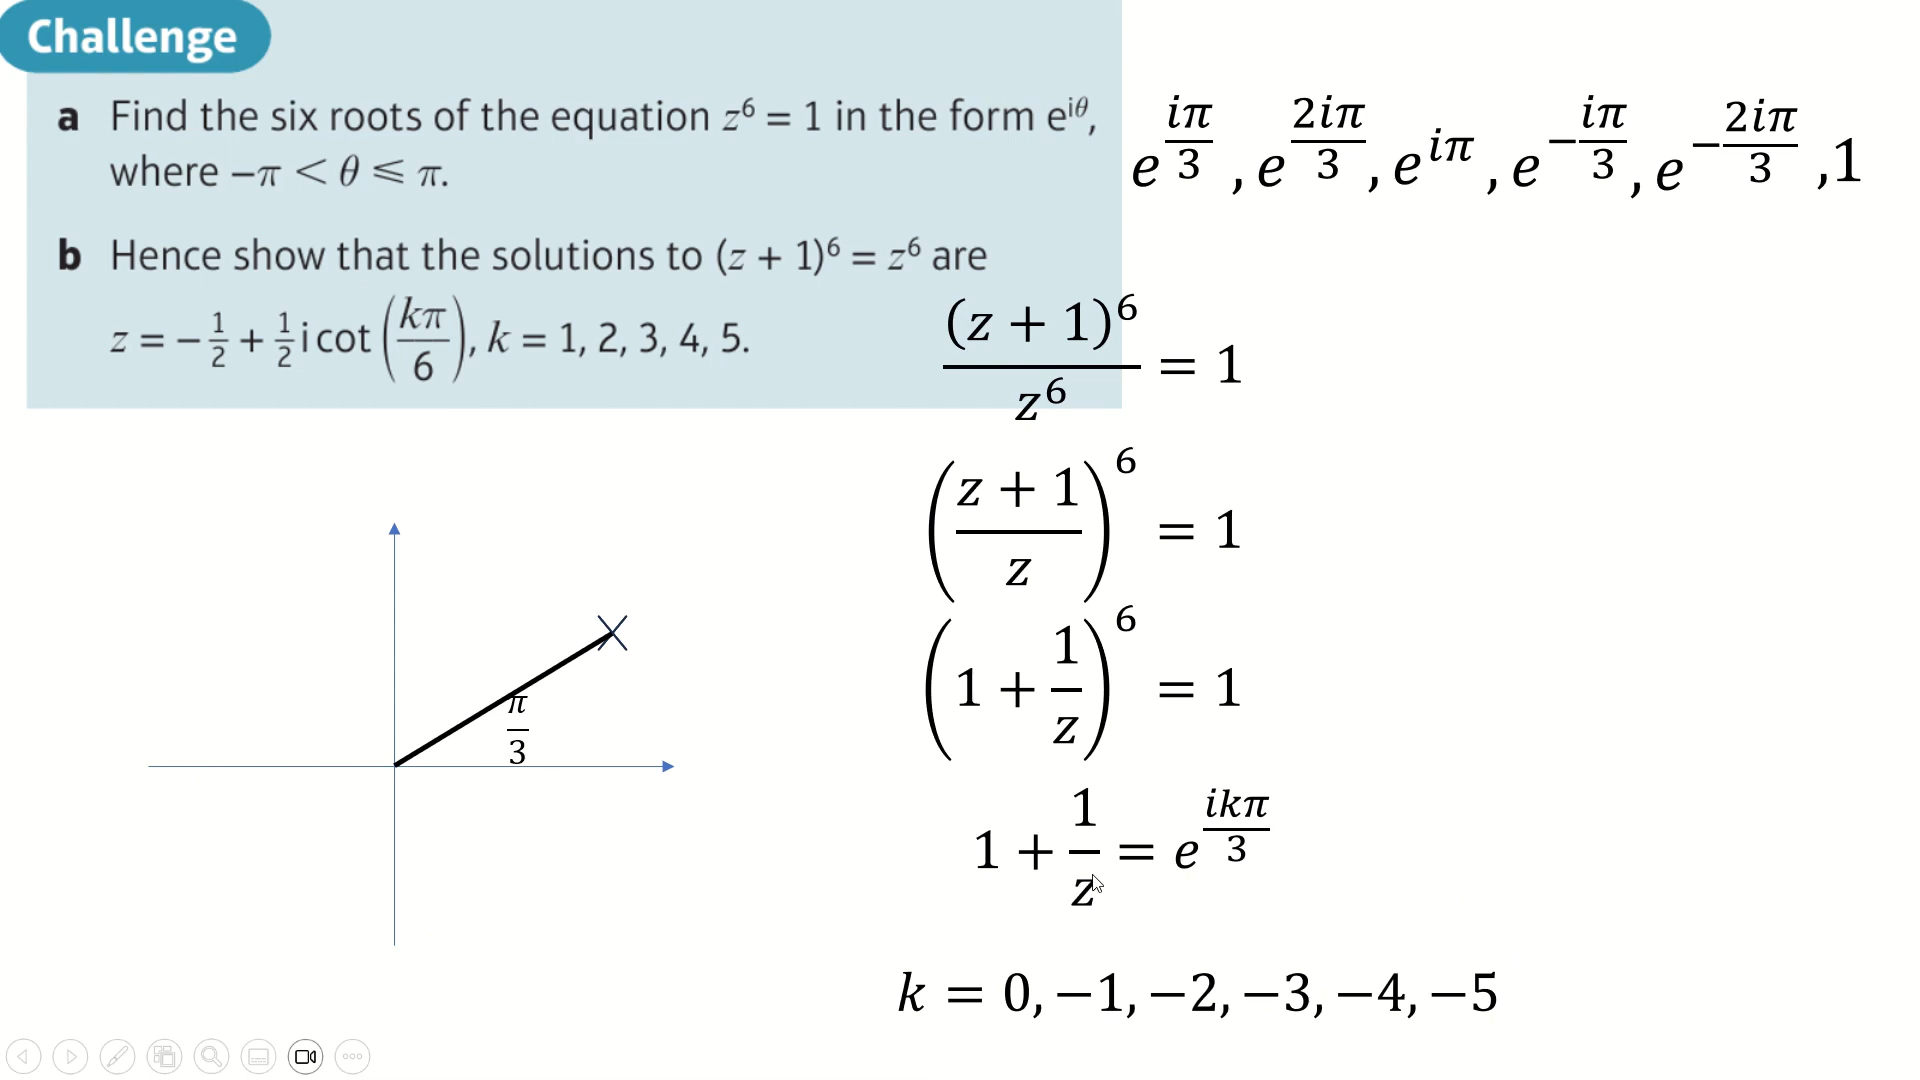 Challenge
a Find the six roots of the equation z⁶ = 1 in the form e^{iθ},
where −π < θ ⩽ π.
e^{iπ/3}, e^{2iπ/3}, e^{iπ}, e^{−iπ/3}, e^{−2iπ/3}, 1
b Hence show that the solutions to (z + 1)⁶ = z⁶ are
z = −1/2 + 1/2 i cot (kπ/6), k = 1, 2, 3, 4, 5.
(z + 1)⁶/z⁶ = 1
((z + 1)/z)⁶ = 1
(1 + 1/z)⁶ = 1
π/3
1 + 1/z = e^{ikπ/3}
k = 0, −1, −2, −3, −4, −5